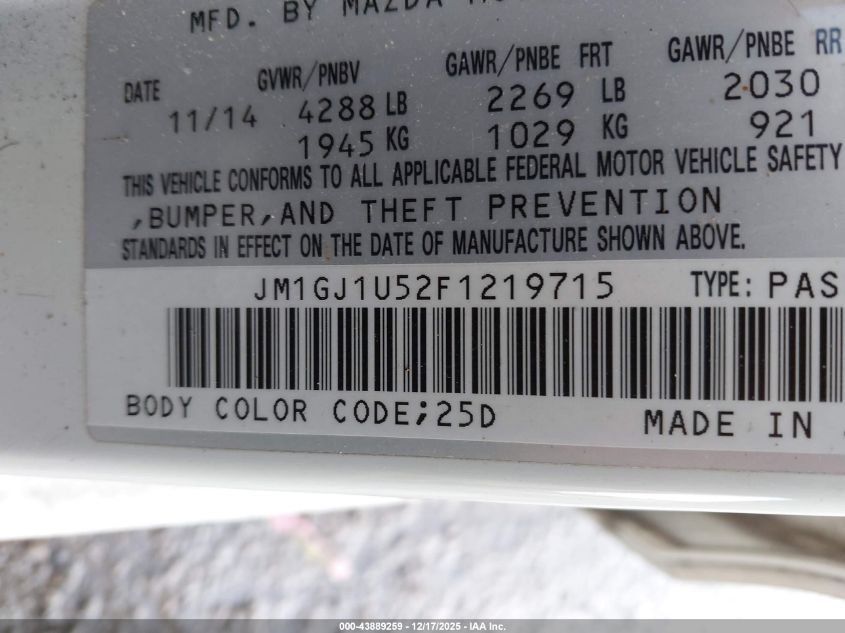 MFD. BY MAZDA
DATE GVWR/PNBV GAWR/PNBE FRT GAWR/PNBE RR
11/14 4288 LB 2269 LB 2030
1945 KG 1029 KG 921
THIS VEHICLE CONFORMS TO ALL APPLICABLE FEDERAL MOTOR VEHICLE SAFETY
,BUMPER,AND THEFT PREVENTION
STANDARDS IN EFFECT ON THE DATE OF MANUFACTURE SHOWN ABOVE.
JM1GJ1U52F1219715 TYPE: PAS
BODY COLOR CODE;25D MADE IN
000-43889259 - 12/17/2025 - IAA Inc.